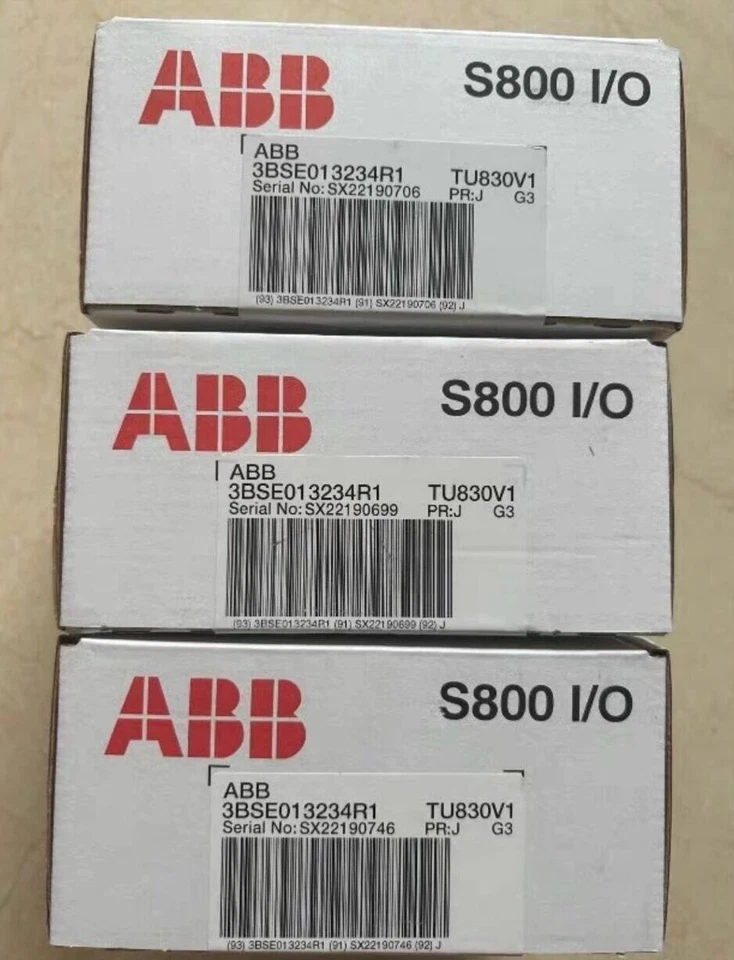 ABB S800 I/O
ABB
3BSE013234R1 TU830V1
Serial No: SX22190706 PR:J G3
(93) 3BSE013234R1 (91) SX22190706 (92) J
ABB S800 I/O
ABB
3BSE013234R1 TU830V1
Serial No: SX22190699 PR:J G3
(93) 3BSE013234R1 (91) SX22190699 (92) J
ABB S800 I/O
ABB
3BSE013234R1 TU830V1
Serial No: SX22190746 PR:J G3
(93) 3BSE013234R1 (91) SX22190746 (92) J